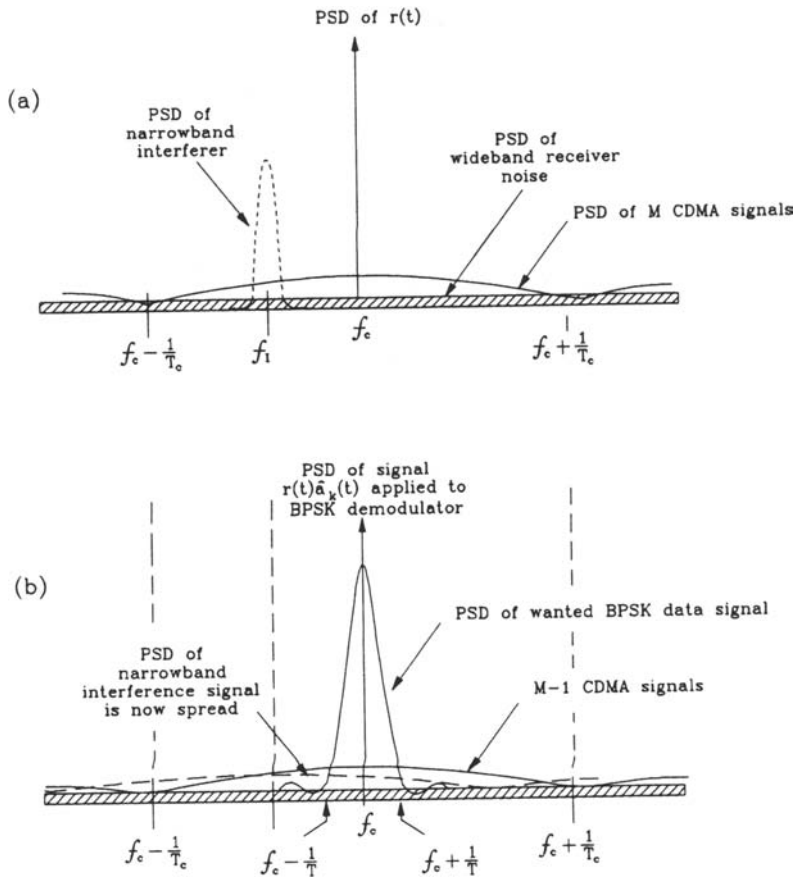 PSD of r(t)
(a)
PSD of
narrowband
interferer
PSD of
wideband receiver
noise
PSD of M CDMA signals
f_c − 1/T_c
f_I
f_c
f_c + 1/T_c
PSD of signal
r(t)â_k(t) applied to
BPSK demodulator
(b)
PSD of wanted BPSK data signal
PSD of
narrowband
interference signal
is now spread
M-1 CDMA signals
f_c − 1/T_c
f_c − 1/T
f_c
f_c + 1/T
f_c + 1/T_c